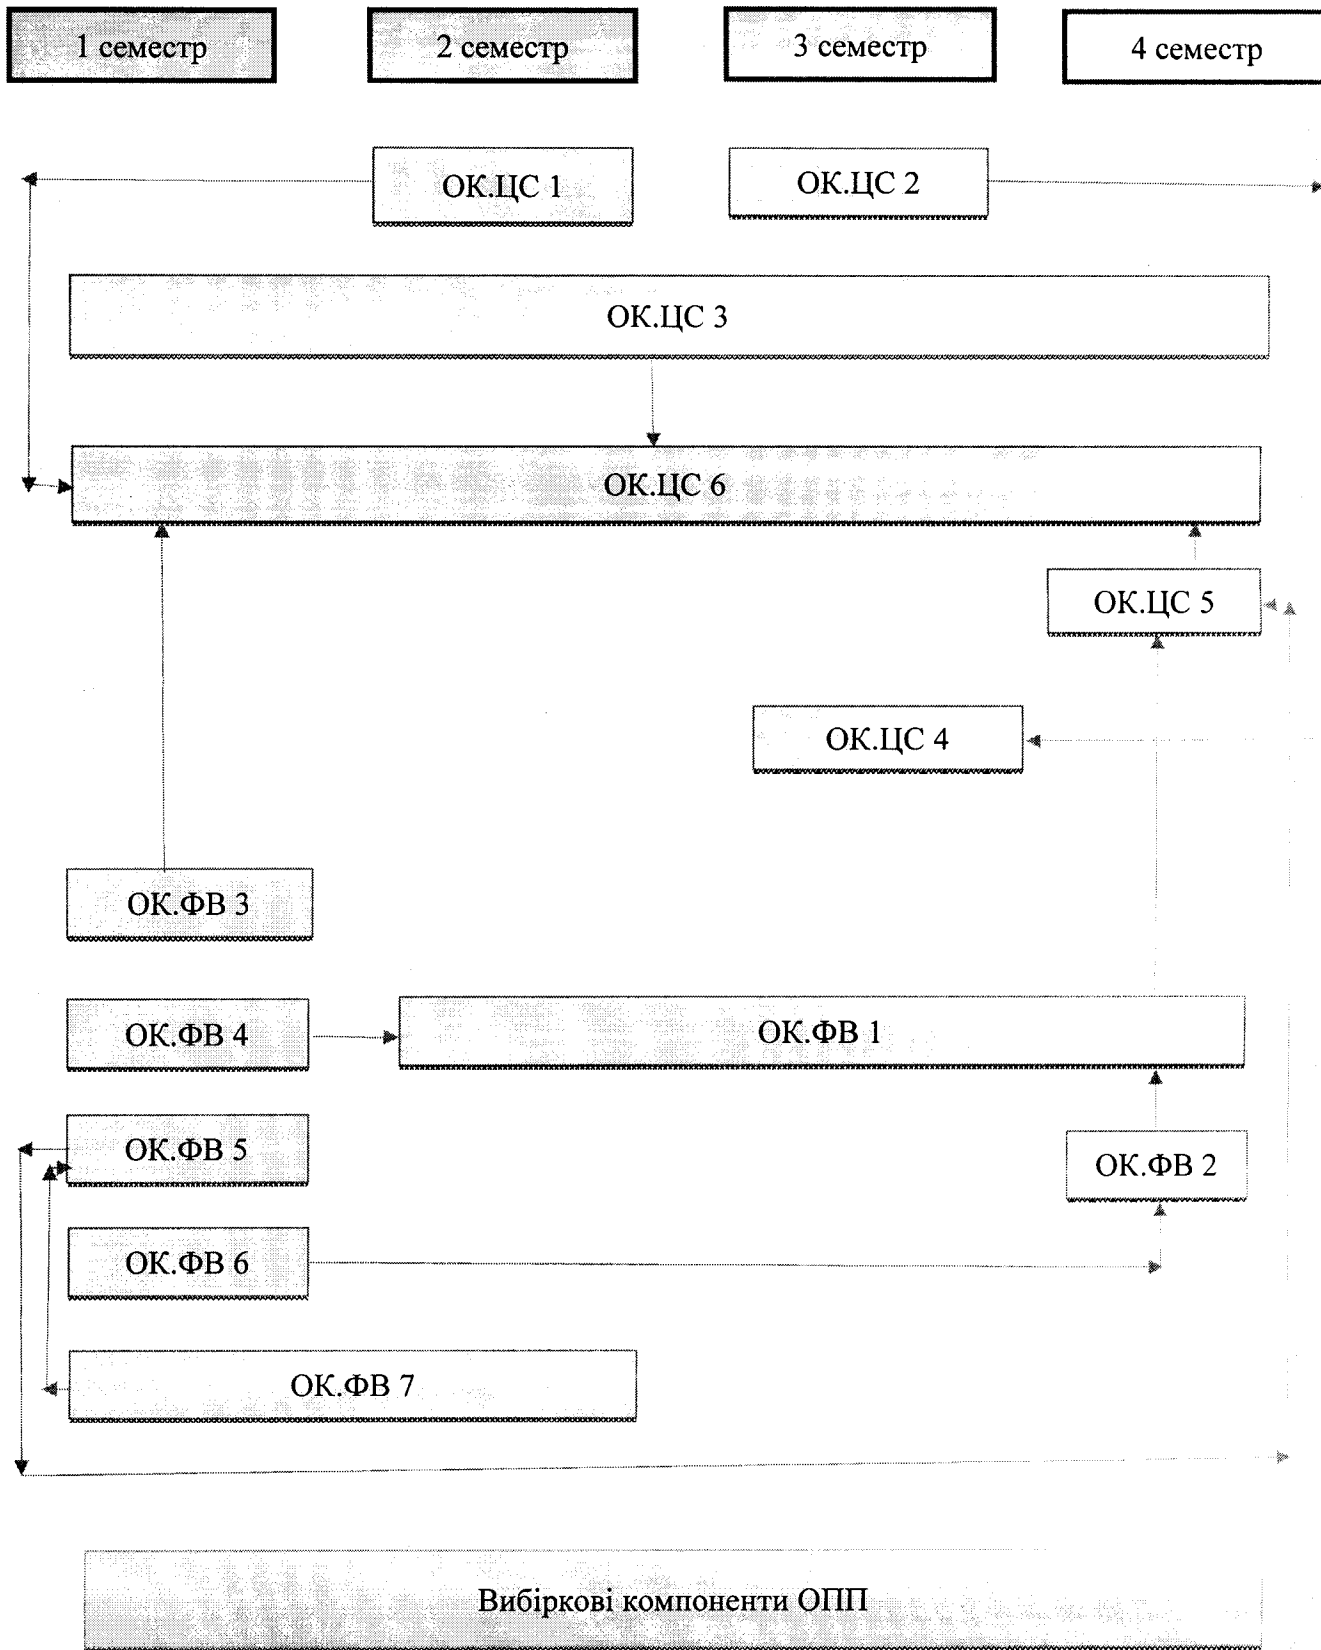 1 семестр
2 семестр
3 семестр
4 семестр
ОК.ЦС 1
ОК.ЦС 2
ОК.ЦС 3
ОК.ЦС 6
ОК.ЦС 5
ОК.ЦС 4
ОК.ФВ 3
ОК.ФВ 4
ОК.ФВ 1
ОК.ФВ 5
ОК.ФВ 2
ОК.ФВ 6
ОК.ФВ 7
Вибіркові компоненти ОПП